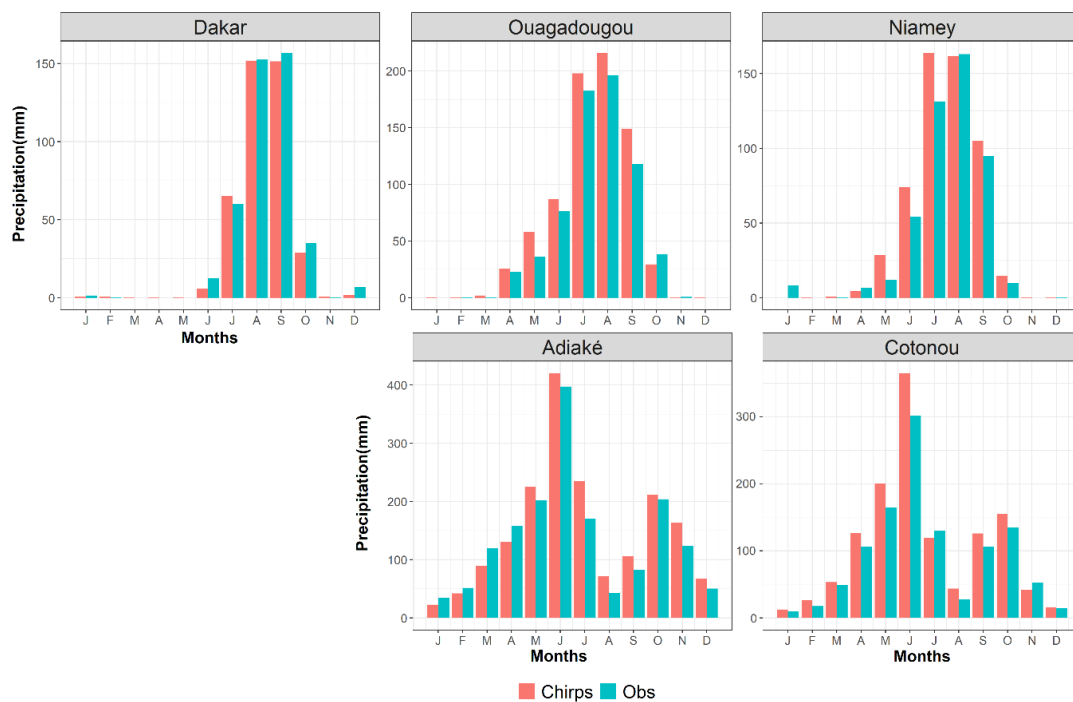 Dakar
Ouagadougou
Niamey
Precipitation(mm)
150
100
50
0
200
150
100
50
0
150
100
50
0
J F M A M J J A S O N D
J F M A M J J A S O N D
J F M A M J J A S O N D
Months
Adiaké
Cotonou
Precipitation(mm)
400
300
200
100
0
300
200
100
0
J F M A M J J A S O N D
J F M A M J J A S O N D
Months
Months
Chirps Obs